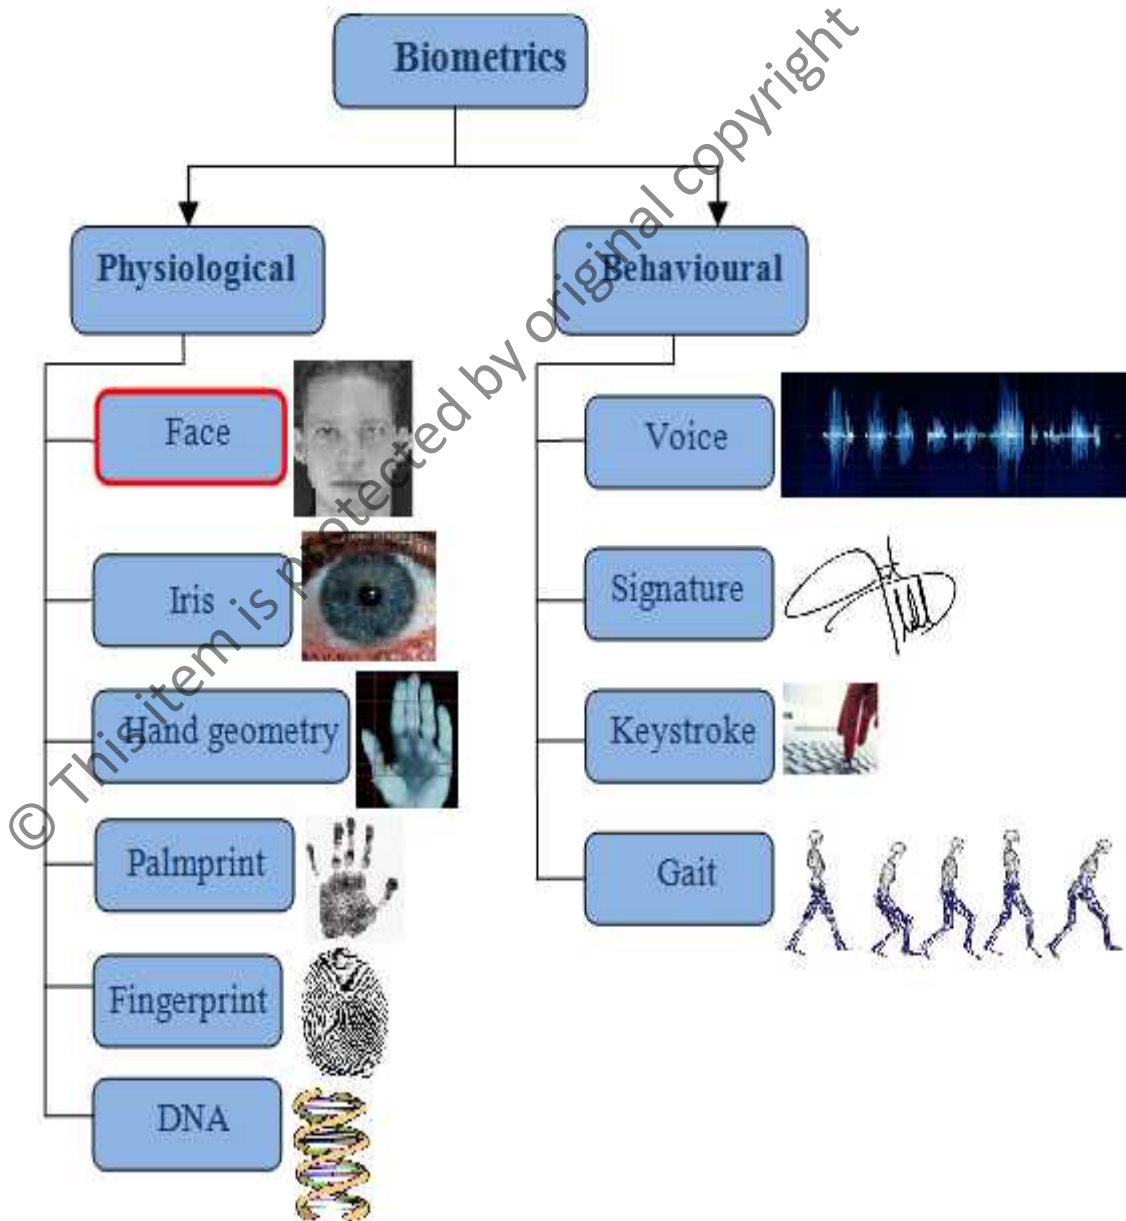 Biometrics
Physiological
Behavioural
Face
Voice
Iris
Signature
Hand geometry
Keystroke
Palmprint
Gait
Fingerprint
DNA
© This item is protected by original copyright